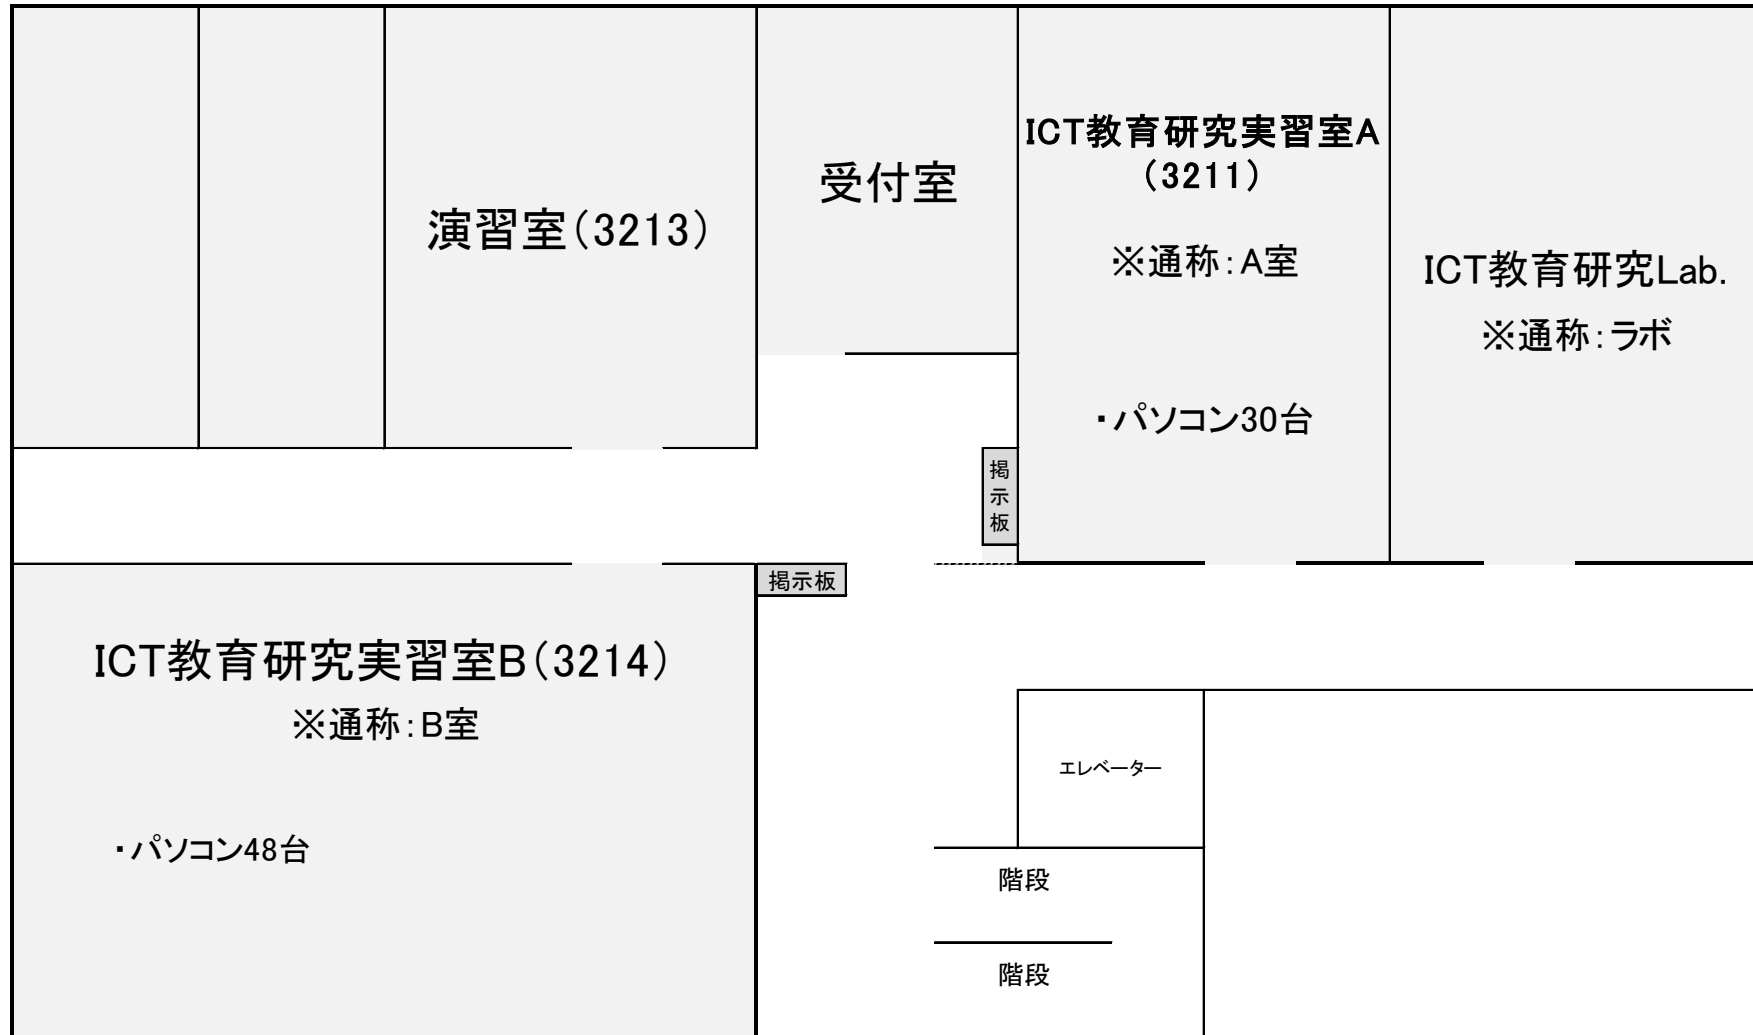 演習室（3213）
受付室
ICT教育研究実習室A
（3211）
※通称：A室
・パソコン30台
ICT教育研究Lab.
※通称：ラボ
掲示板
掲示板
ICT教育研究実習室B（3214）
※通称：B室
・パソコン48台
エレベーター
階段
階段